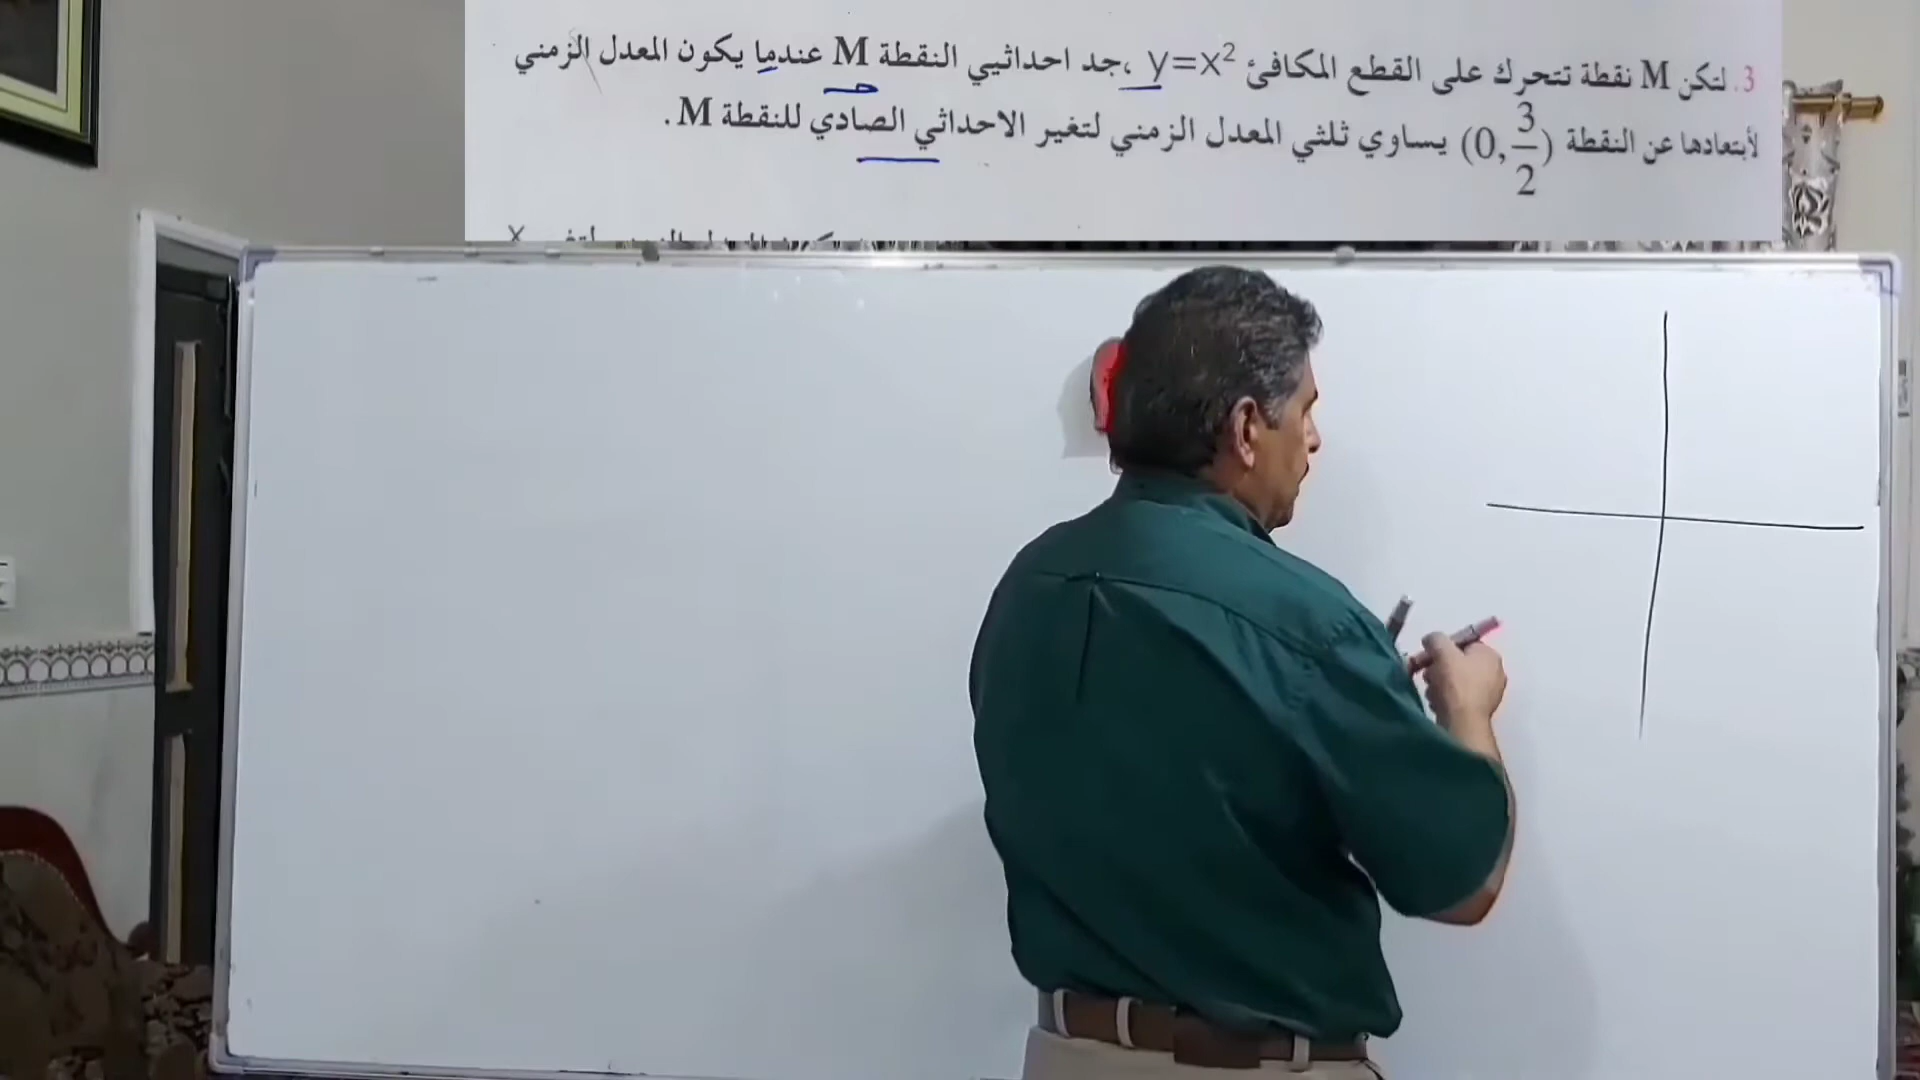 3. لتكن M نقطة تتحرك على القطع المكافئ y=x² ،جد احداثيي النقطة M عندما يكون المعدل الزمني
لأبتعادها عن النقطة (0, 3/2) يساوي ثلثي المعدل الزمني لتغير الاحداثي الصادي للنقطة M .